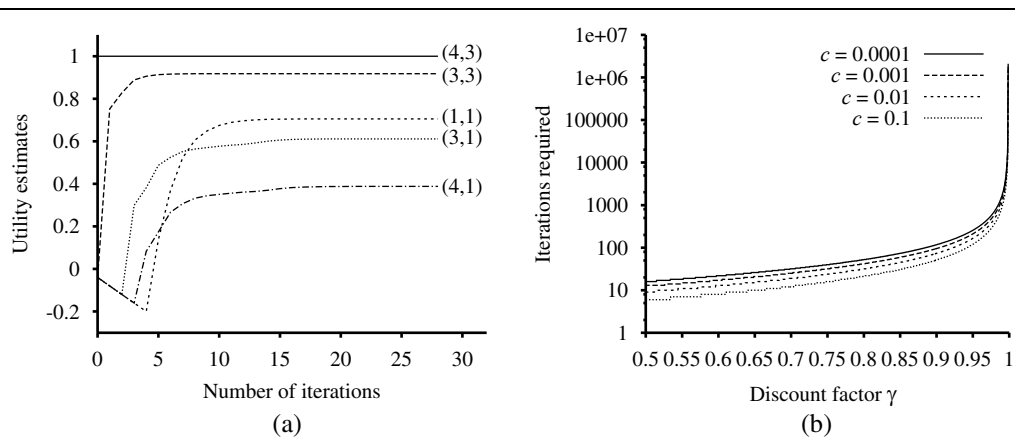 1
0.8
0.6
0.4
0.2
0
-0.2
Utility estimates
0 5 10 15 20 25 30
Number of iterations
(4,3)
(3,3)
(1,1)
(3,1)
(4,1)
(a)
1e+07
1e+06
100000
10000
1000
100
10
1
Iterations required
c = 0.0001
c = 0.001
c = 0.01
c = 0.1
0.5 0.55 0.6 0.65 0.7 0.75 0.8 0.85 0.9 0.95 1
Discount factor γ
(b)